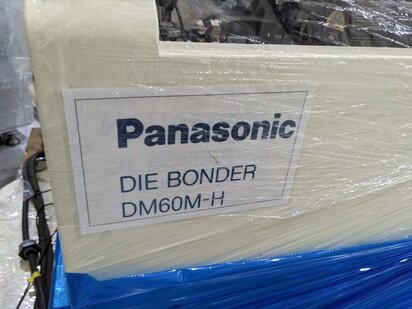 Panasonic
DIE BONDER
DM60M-H